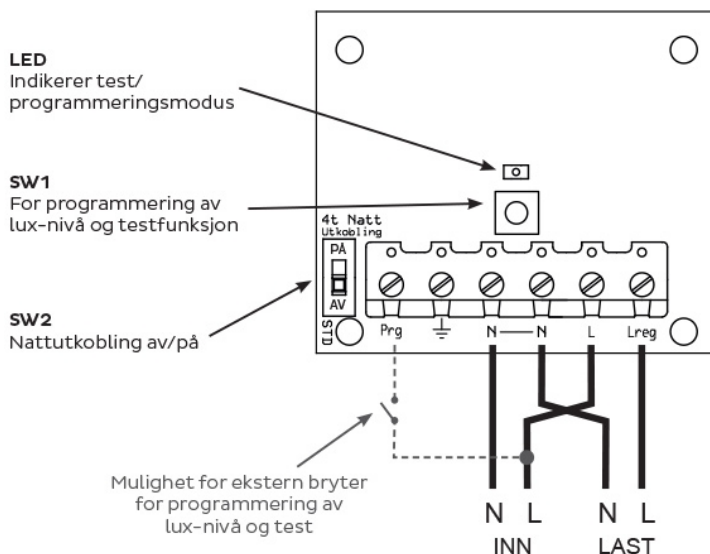 LED
Indikerer test/
programmeringsmodus
SW1
For programmering av
lux-nivå og testfunksjon
4t Natt
Utkobling
PÅ
AV
STD
SW2
Nattutkobling av/på
Prg N N L Lreg
Mulighet for ekstern bryter
for programmering av
lux-nivå og test
N L N L
INN LAST